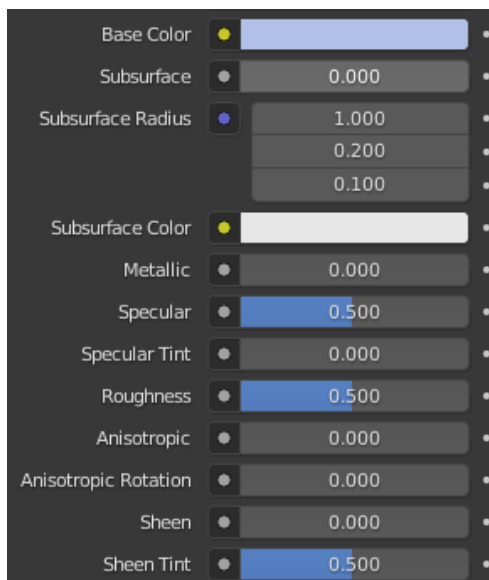 Base Color
Subsurface 0.000
Subsurface Radius 1.000
0.200
0.100
Subsurface Color
Metallic 0.000
Specular 0.500
Specular Tint 0.000
Roughness 0.500
Anisotropic 0.000
Anisotropic Rotation 0.000
Sheen 0.000
Sheen Tint 0.500